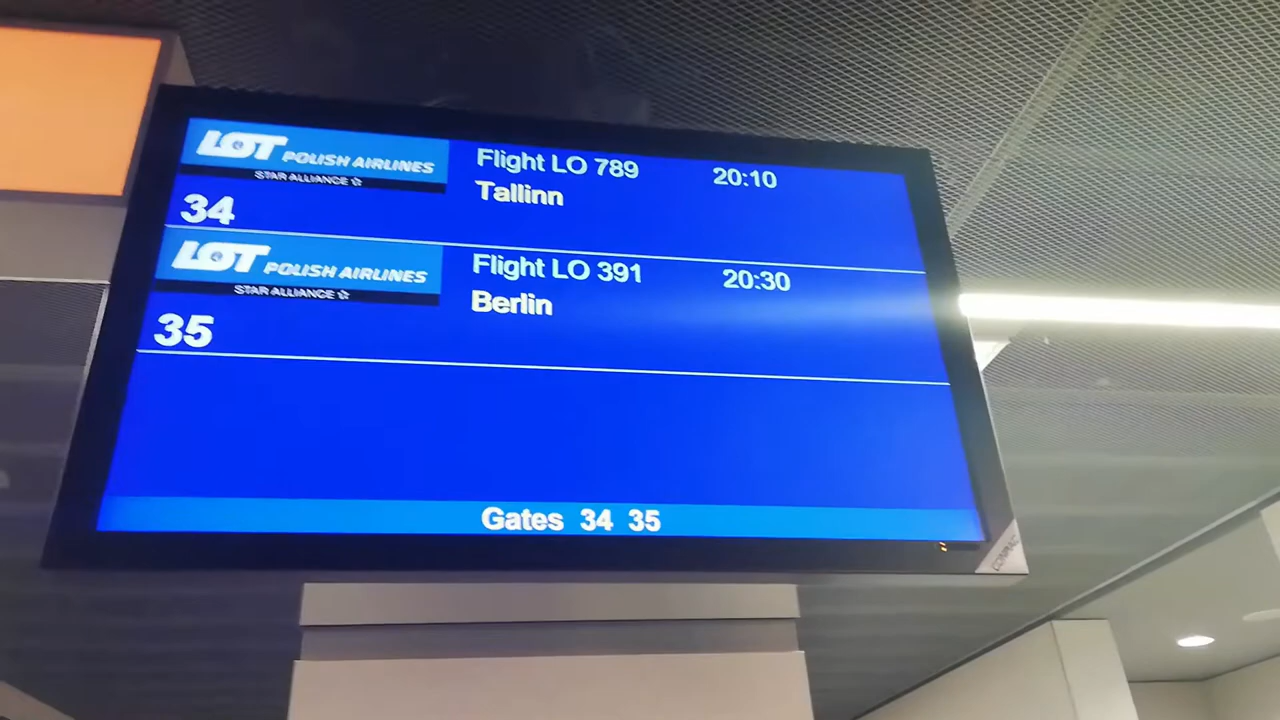 LOT POLISH AIRLINES
STAR ALLIANCE
Flight LO 789 20:10
Tallinn
34
LOT POLISH AIRLINES
STAR ALLIANCE
Flight LO 391 20:30
Berlin
35
Gates 34 35
CONRAC